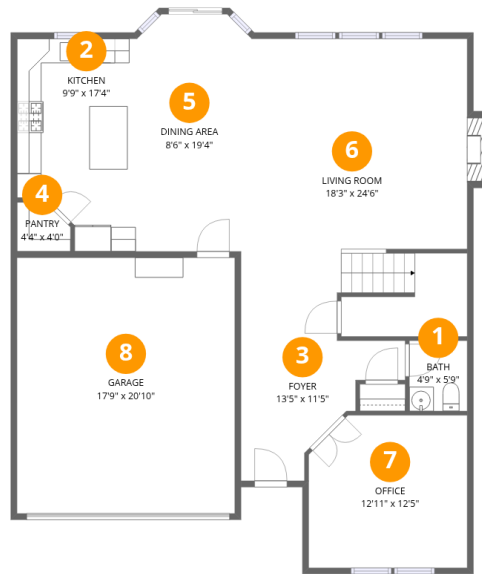 2
KITCHEN
9'9" x 17'4"
5
DINING AREA
8'6" x 19'4"
6
LIVING ROOM
18'3" x 24'6"
4
PANTRY
4'4" x 4'0"
1
BATH
4'9" x 5'9"
8
GARAGE
17'9" x 20'10"
3
FOYER
13'5" x 11'5"
7
OFFICE
12'11" x 12'5"